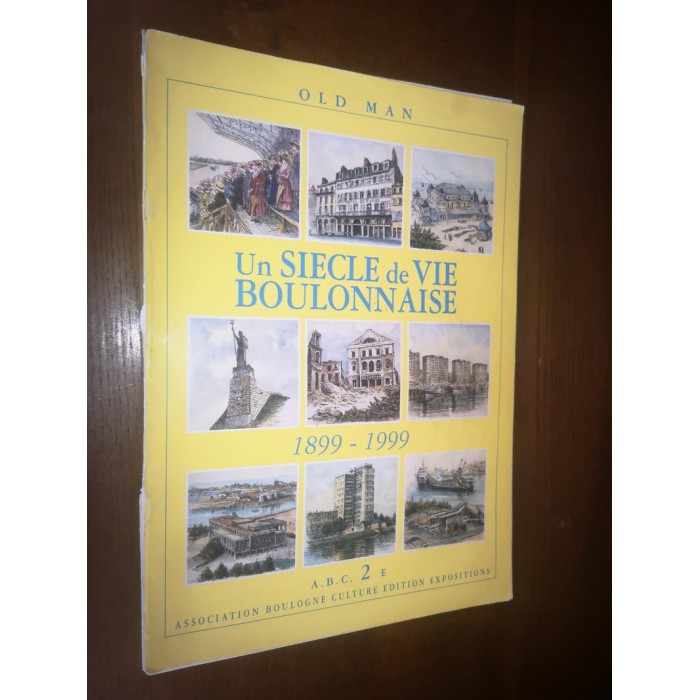 OLD MAN
Un SIECLE de VIE
BOULONNAISE
1899 - 1999
A.B.C. 2 E
ASSOCIATION BOULOGNE CULTURE EDITION EXPOSITIONS